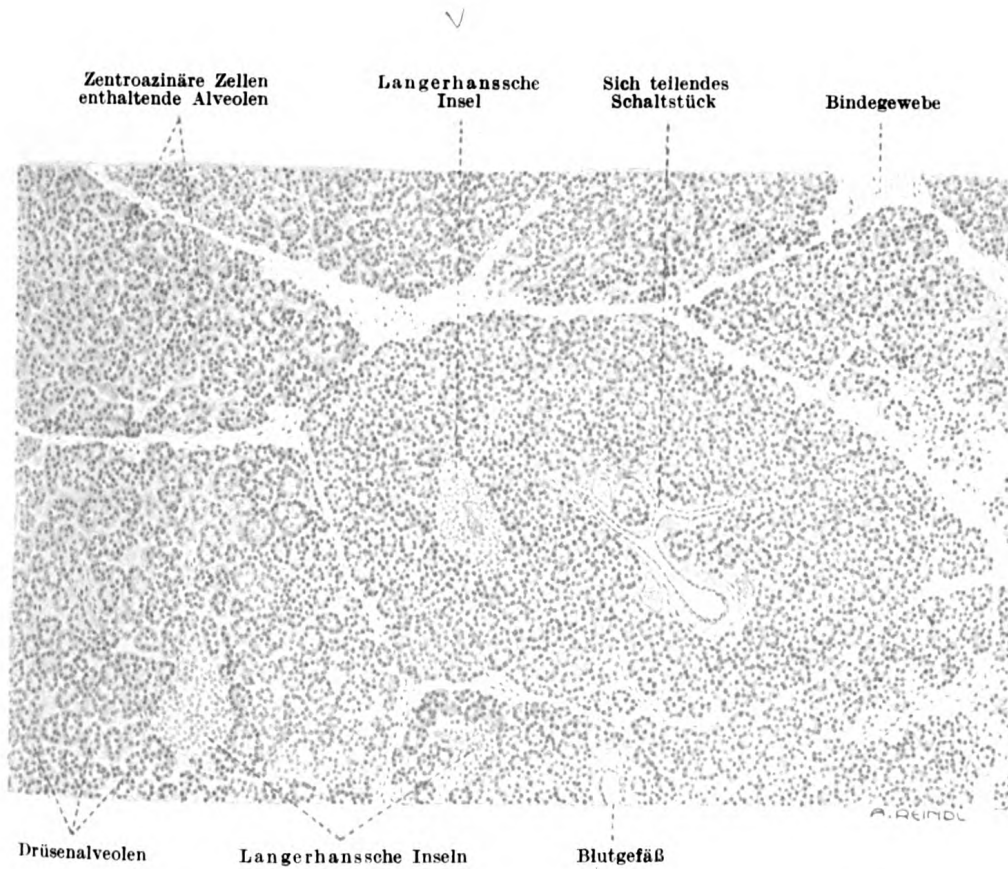 Zentroazinäre Zellen
enthaltende Alveolen
Langerhanssche
Insel
Sich teilendes
Schaltstück
Bindegewebe
A. REINDL
Drüsenalveolen
Langerhanssche Inseln
Blutgefäß